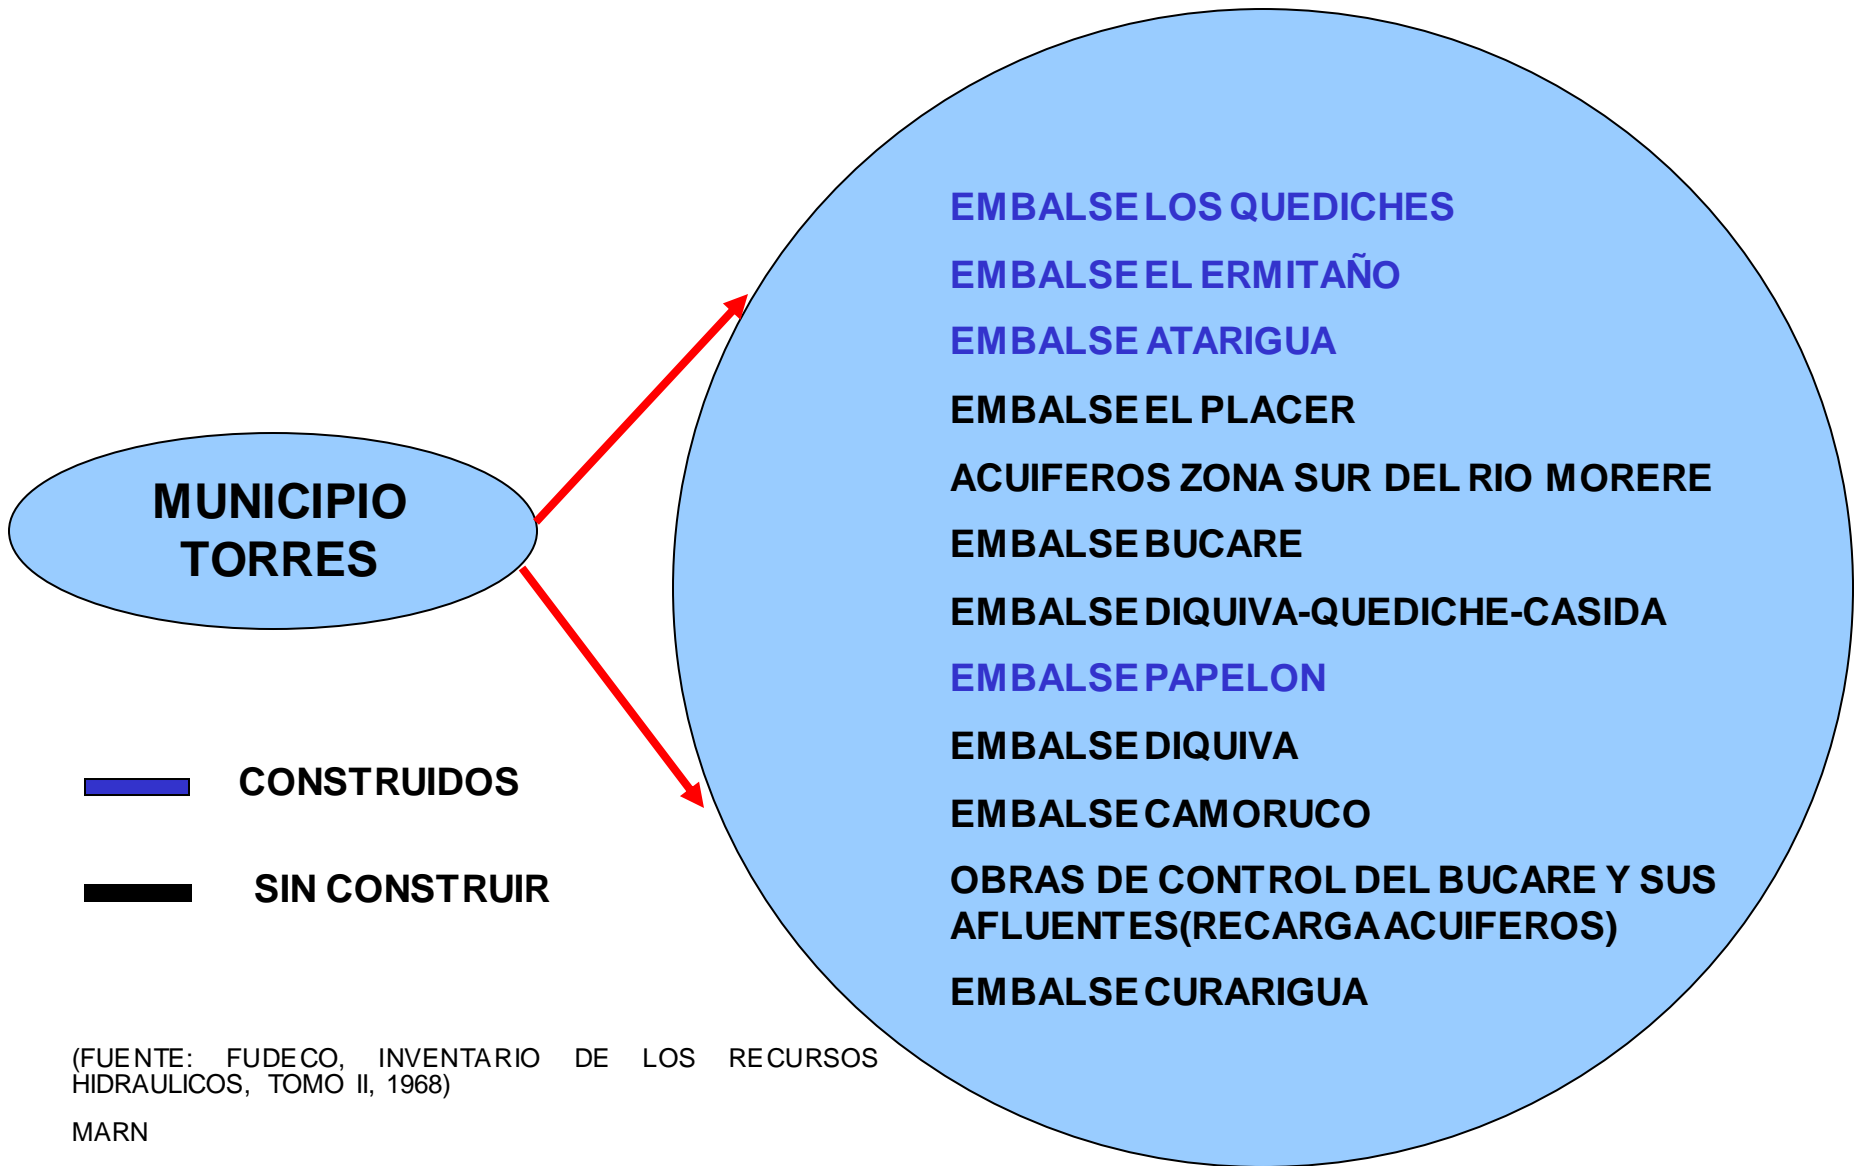 EMBALSE LOS QUEDICHES
EMBALSE EL ERMITAÑO
EMBALSE ATARIGUA
EMBALSE EL PLACER
ACUIFEROS ZONA SUR DEL RIO MORERE
EMBALSE BUCARE
EMBALSE DIQUIVA-QUEDICHE-CASIDA
EMBALSE PAPELON
EMBALSE DIQUIVA
EMBALSE CAMORUCO
OBRAS DE CONTROL DEL BUCARE Y SUS
AFLUENTES(RECARGA ACUIFEROS)
EMBALSE CURARIGUA
MUNICIPIO
TORRES
CONSTRUIDOS
SIN CONSTRUIR
(FUENTE: FUDECO, INVENTARIO DE LOS RECURSOS
HIDRAULICOS, TOMO II, 1968)
MARN